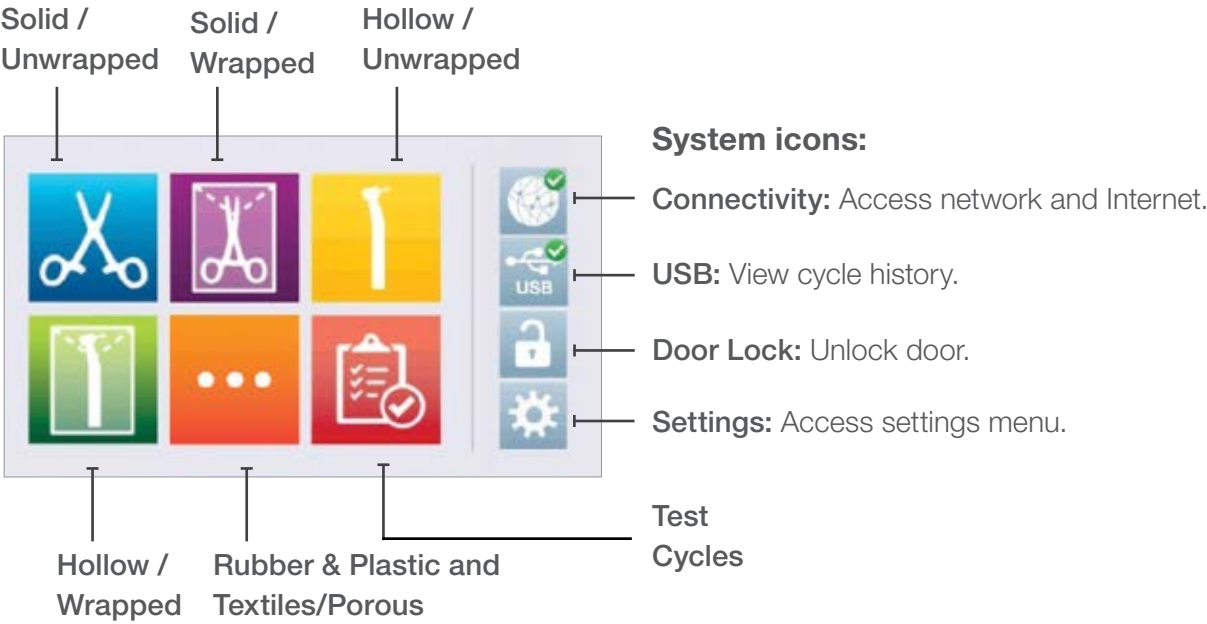 Solid /
Unwrapped
Solid /
Wrapped
Hollow /
Unwrapped
System icons:
Connectivity: Access network and Internet.
USB
USB: View cycle history.
Door Lock: Unlock door.
Settings: Access settings menu.
Test
Cycles
Hollow /
Wrapped
Rubber & Plastic and
Textiles/Porous